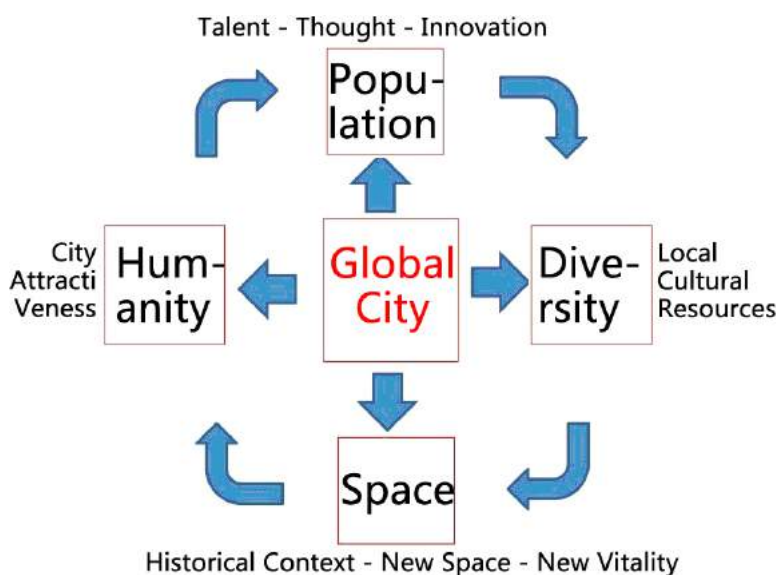 Talent - Thought - Innovation
Popu-
lation
City
Attracti
Veness
Hum-
anity
Global
City
Dive-
rsity
Local
Cultural
Resources
Space
Historical Context - New Space - New Vitality